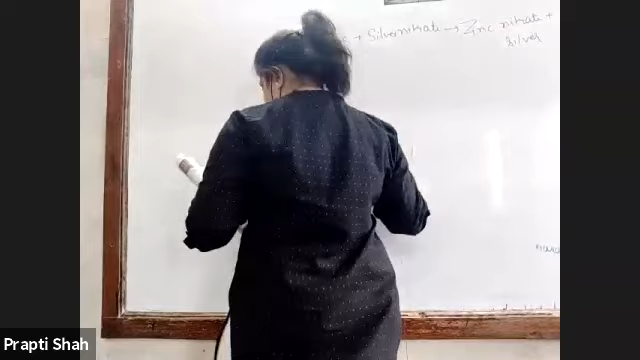 + Silver nitrate → Zinc nitrate +
silver
Prapti Shah